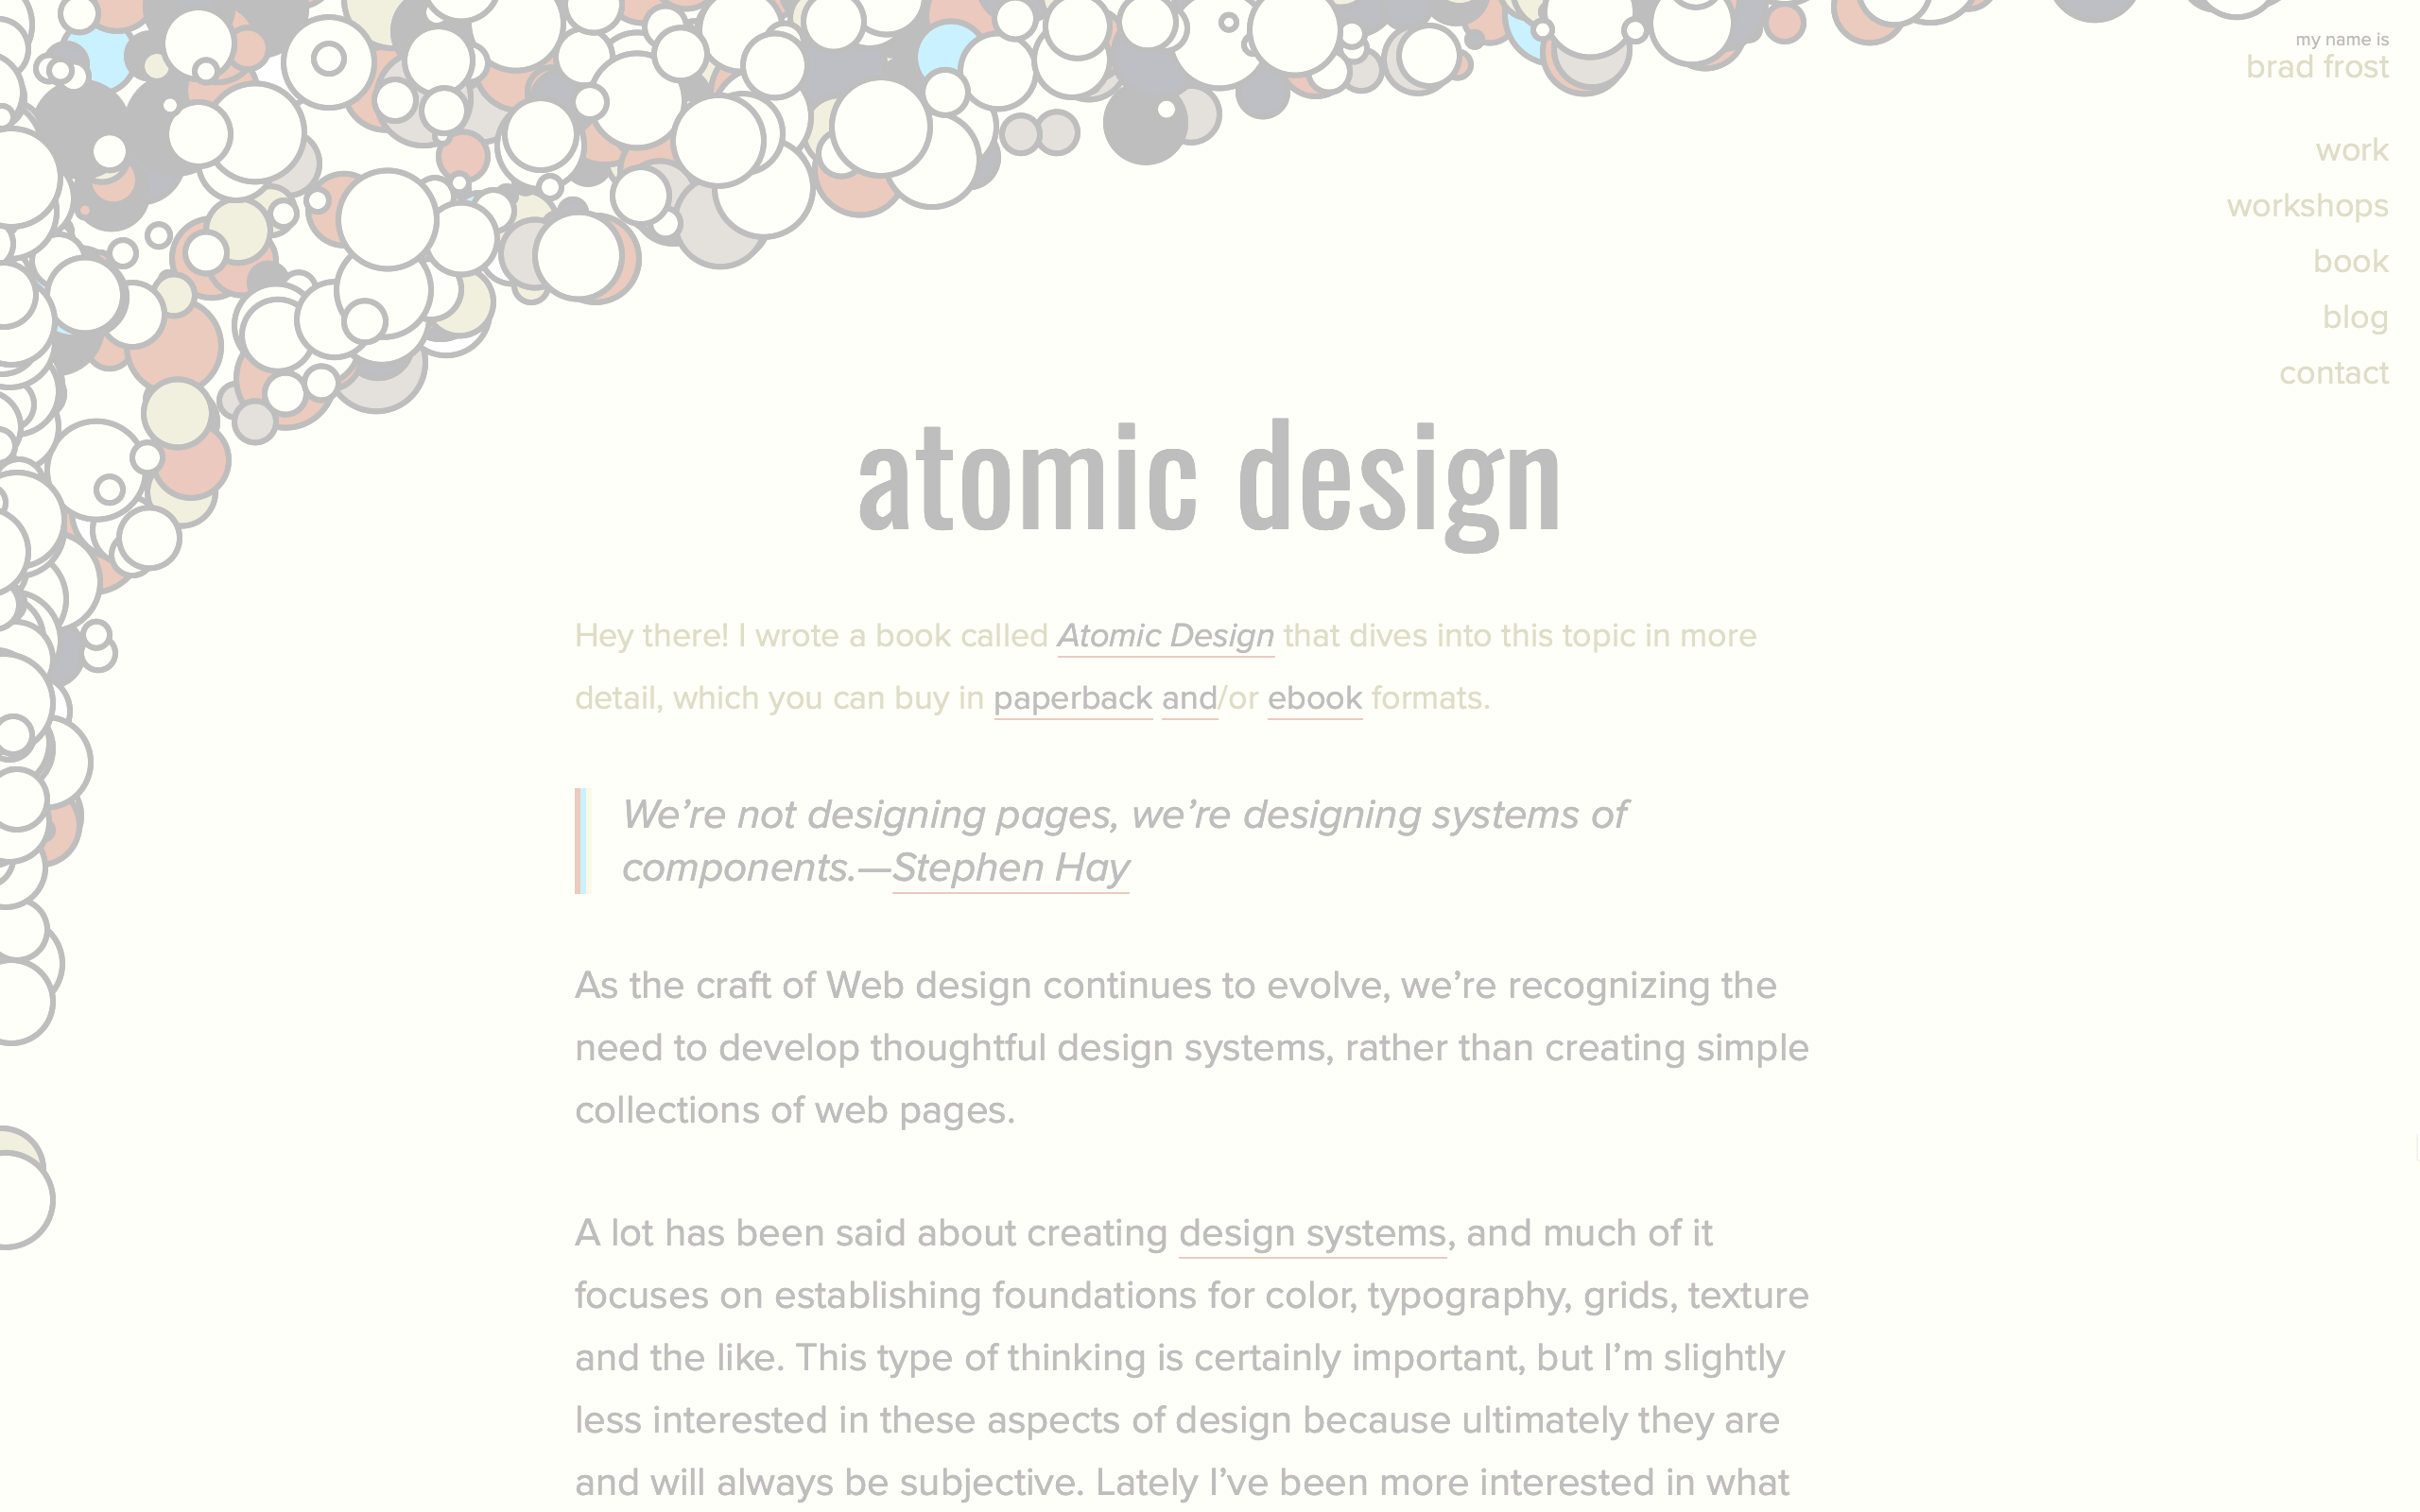 my name is
brad frost
work
workshops
book
blog
contact
atomic design
Hey there! I wrote a book called Atomic Design that dives into this topic in more
detail, which you can buy in paperback and/or ebook formats.
We’re not designing pages, we’re designing systems of
components.—Stephen Hay
As the craft of Web design continues to evolve, we’re recognizing the
need to develop thoughtful design systems, rather than creating simple
collections of web pages.
A lot has been said about creating design systems, and much of it
focuses on establishing foundations for color, typography, grids, texture
and the like. This type of thinking is certainly important, but I’m slightly
less interested in these aspects of design because ultimately they are
and will always be subjective. Lately I’ve been more interested in what